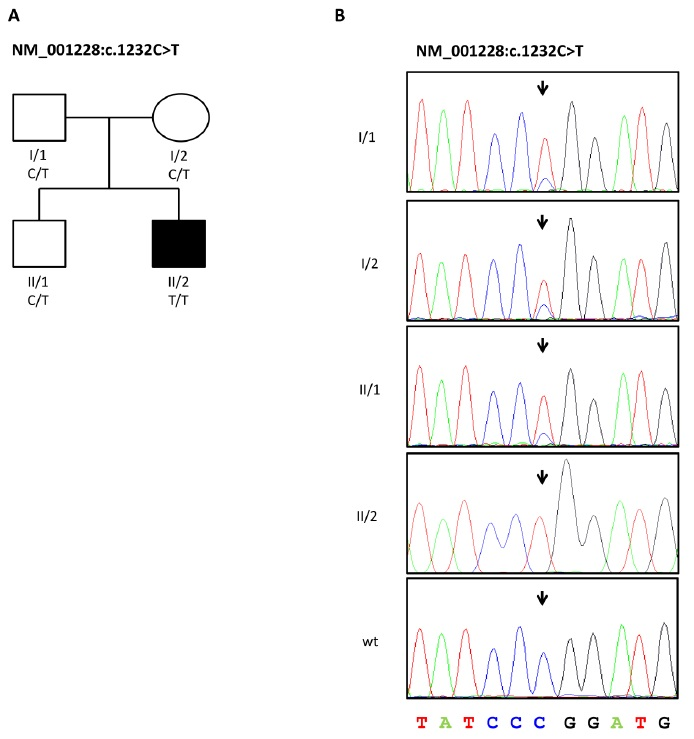 A
NM_001228:c.1232C>T
I/1
C/T
I/2
C/T
II/1
C/T
II/2
T/T
B
NM_001228:c.1232C>T
I/1
I/2
II/1
II/2
wt
T A T C C C G G A T G